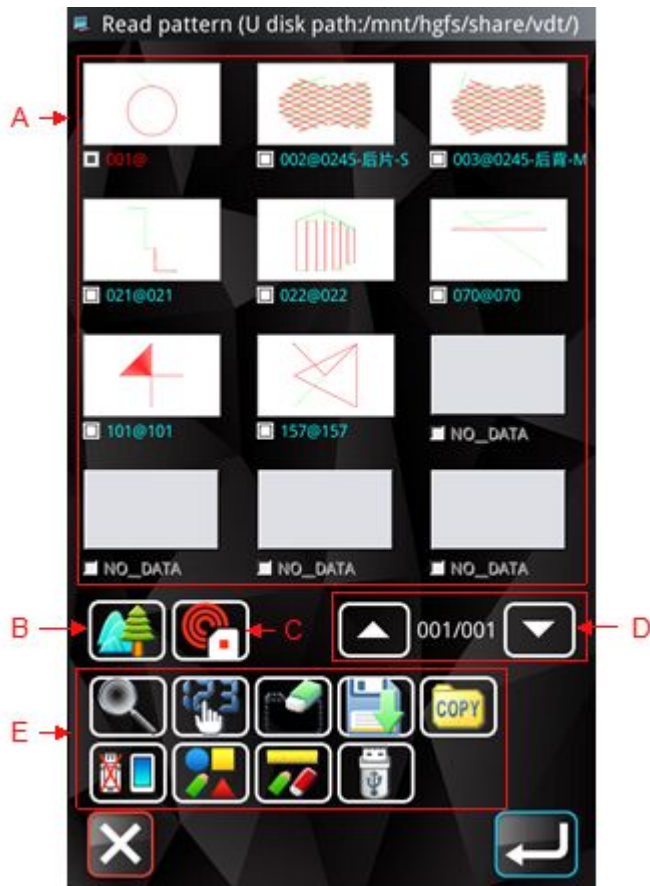 Read pattern (U disk path:/mnt/hgfs/share/vdt/)
A
001@ 002@0245-后片-S 003@0245-后背-M
021@021 022@022 070@070
101@101 157@157 NO_DATA
NO_DATA NO_DATA NO_DATA
B C 001/001 D
123 COPY
E